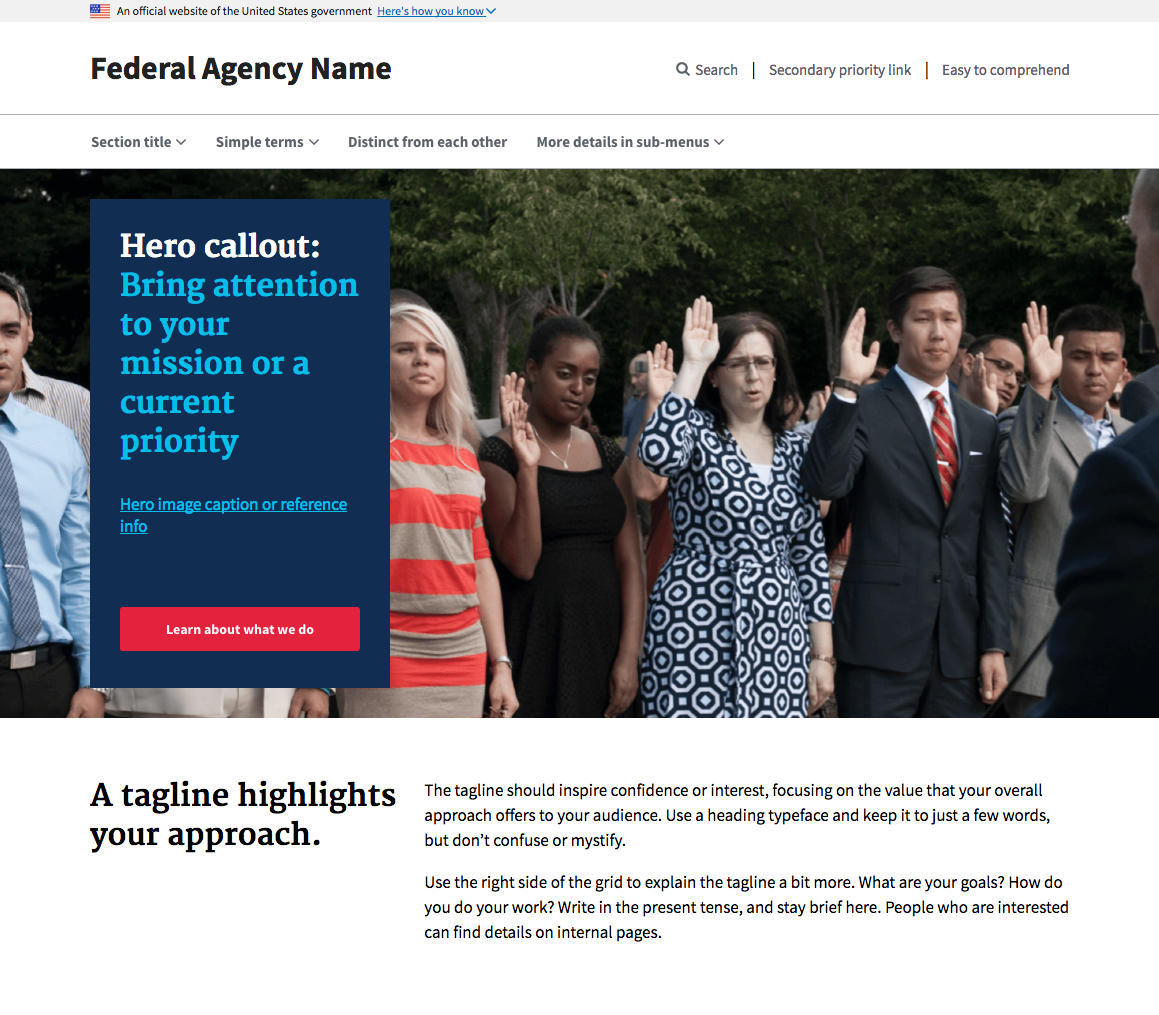 An official website of the United States government Here's how you know
Federal Agency Name
Search
Secondary priority link
Easy to comprehend
Section title
Simple terms
Distinct from each other
More details in sub-menus
Hero callout:
Bring attention
to your
mission or a
current
priority
Hero image caption or reference
info
Learn about what we do
A tagline highlights
your approach.
The tagline should inspire confidence or interest, focusing on the value that your overall
approach offers to your audience. Use a heading typeface and keep it to just a few words,
but don’t confuse or mystify.
Use the right side of the grid to explain the tagline a bit more. What are your goals? How do
you do your work? Write in the present tense, and stay brief here. People who are interested
can find details on internal pages.